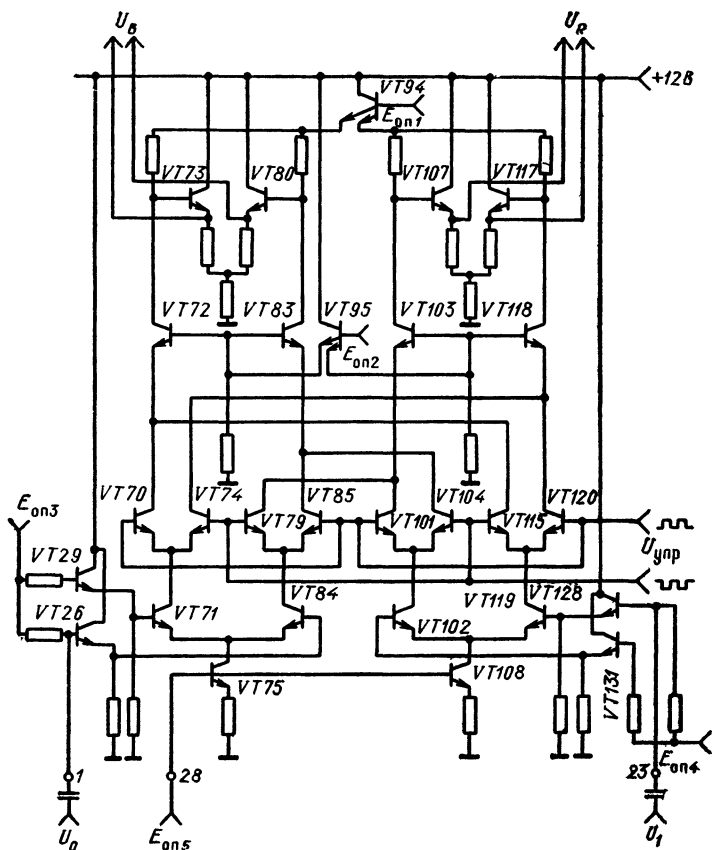 U_B
U_R
+12В
VT94
E_оп1
VT73
VT80
VT107
VT117
VT72
VT83
VT95
VT103
VT118
E_оп2
E_оп3
VT70
VT74
VT79
VT85
VT101
VT104
VT115
VT120
U_упр
VT29
VT26
VT71
VT84
VT102
VT119
VT128
VT75
VT108
VT131
1
28
23
E_оп4
U_0
E_оп5
U_1